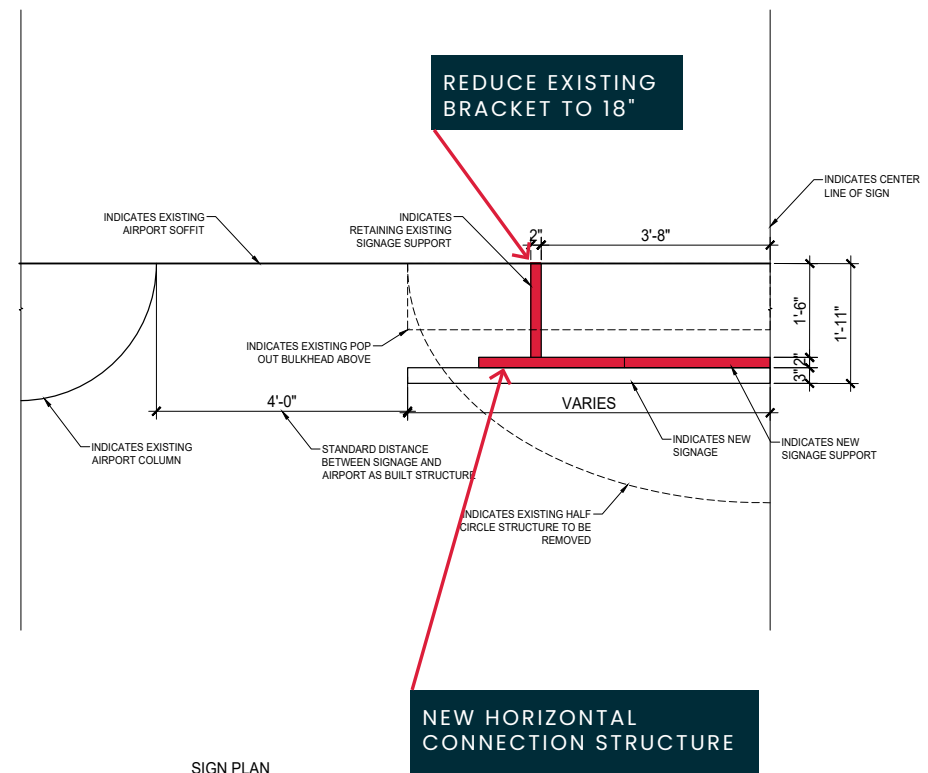 REDUCE EXISTING
BRACKET TO 18"
INDICATES CENTER
LINE OF SIGN
INDICATES EXISTING
AIRPORT SOFFIT
INDICATES
RETAINING EXISTING
SIGNAGE SUPPORT
2"
3'-8"
1'-6"
1'-11"
2"
3"
INDICATES EXISTING POP
OUT BULKHEAD ABOVE
4'-0"
VARIES
INDICATES EXISTING
AIRPORT COLUMN
STANDARD DISTANCE
BETWEEN SIGNAGE AND
AIRPORT AS BUILT STRUCTURE
INDICATES NEW
SIGNAGE
INDICATES NEW
SIGNAGE SUPPORT
INDICATES EXISTING HALF
CIRCLE STRUCTURE TO BE
REMOVED
NEW HORIZONTAL
CONNECTION STRUCTURE
SIGN PLAN